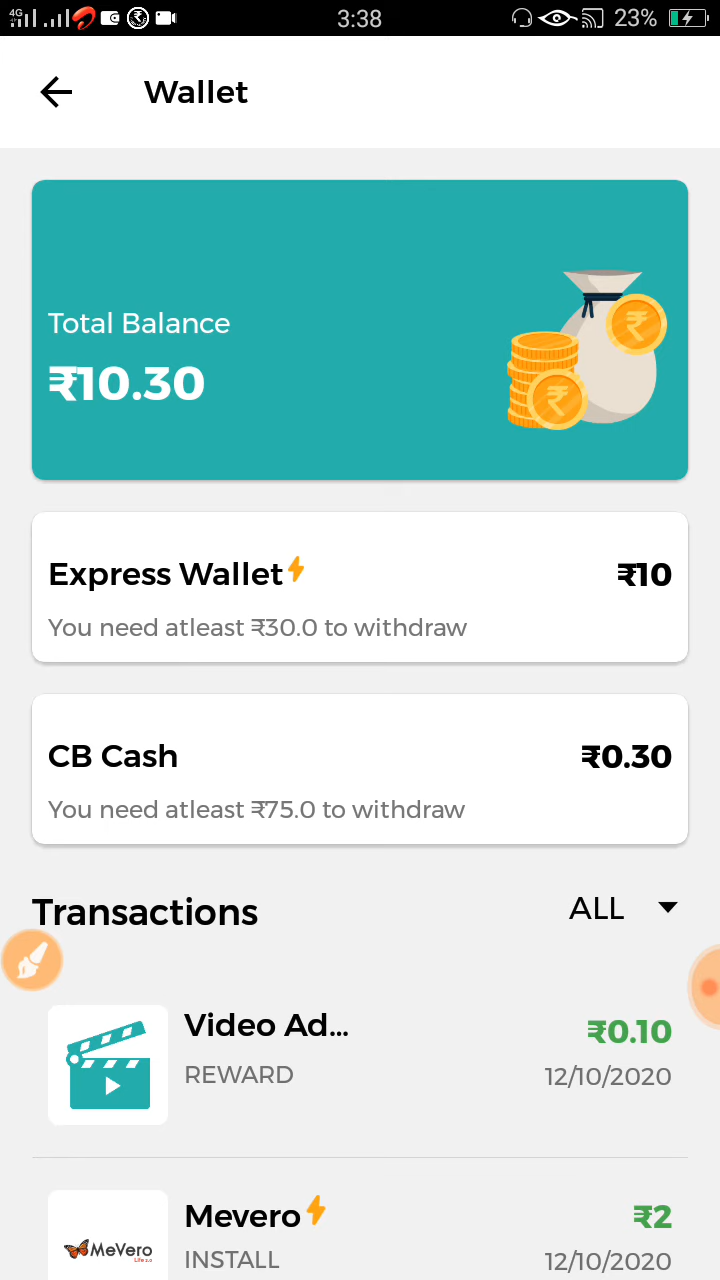 4G 3:38 23%
Wallet
Total Balance
₹10.30
Express Wallet ₹10
You need atleast ₹30.0 to withdraw
CB Cash ₹0.30
You need atleast ₹75.0 to withdraw
Transactions ALL
Video Ad... ₹0.10
REWARD 12/10/2020
Mevero ₹2
MeVero
INSTALL 12/10/2020